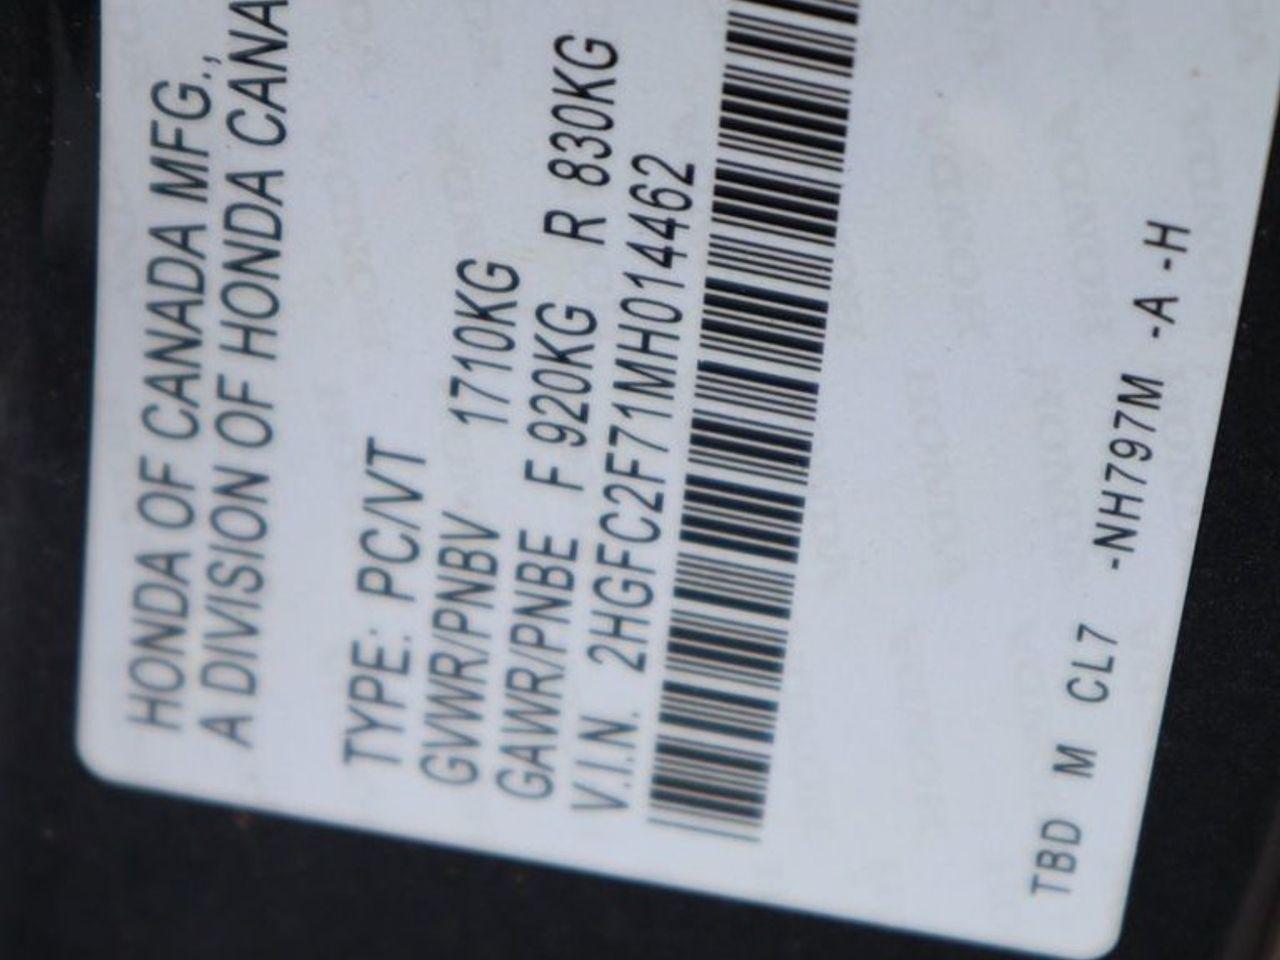 HONDA OF CANADA MFG.,
A DIVISION OF HONDA CANA
TYPE: PC/VT
GVWR/PNBV 1710KG
GAWR/PNBE F 920KG R 830KG
V.I.N. 2HGFC2F71MH014462
TBD M CL7 -NH797M -A -H